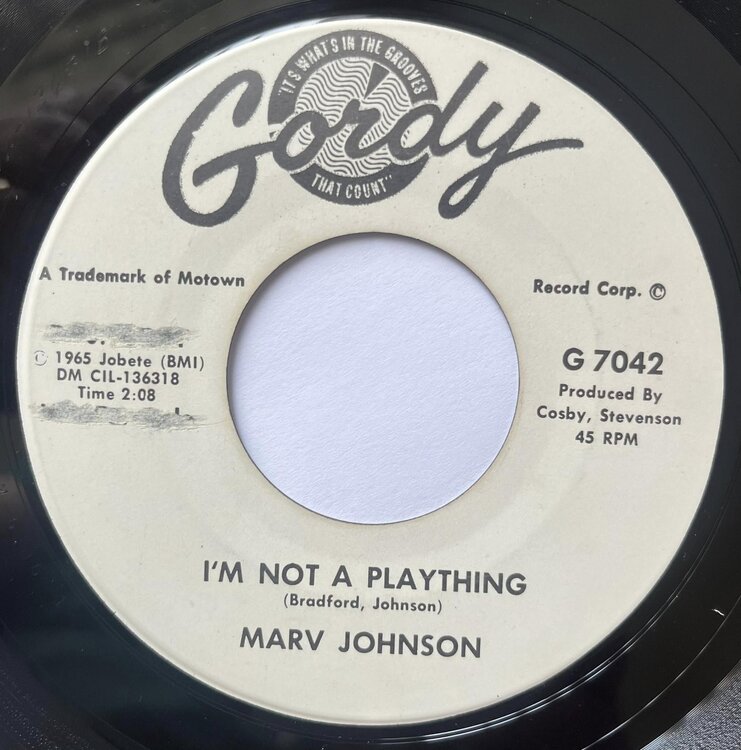 "IT'S WHAT'S IN THE GROOVES
Gordy
THAT COUNT"
A Trademark of Motown
Record Corp. ©
© 1965 Jobete (BMI)
DM CIL-136318
Time 2:08
G 7042
Produced By
Cosby, Stevenson
45 RPM
I'M NOT A PLAYTHING
(Bradford, Johnson)
MARV JOHNSON